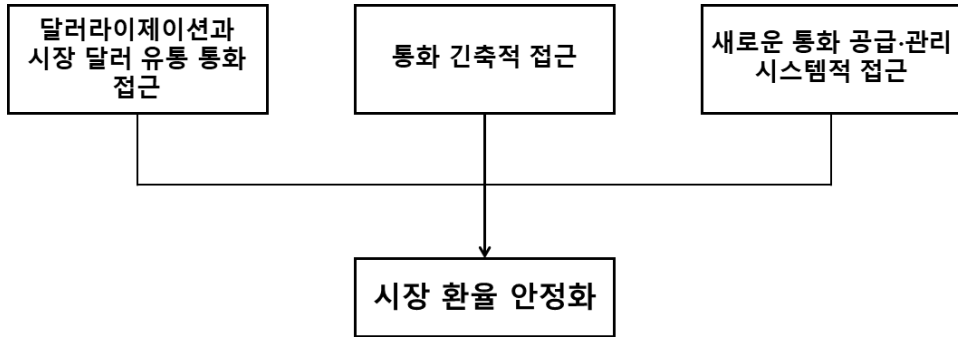 달러라이제이션과
시장 달러 유통 통화
접근
통화 긴축적 접근
새로운 통화 공급·관리
시스템적 접근
시장 환율 안정화